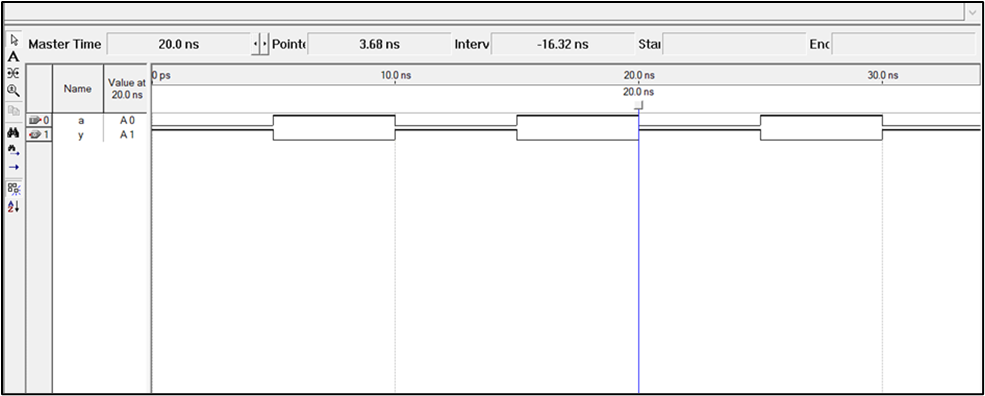 Master Time 20.0 ns Pointe 3.68 ns Interv -16.32 ns Star End
0 ps 10.0 ns 20.0 ns 30.0 ns
Name Value at 20.0 ns
20.0 ns
0 a A 0
1 y A 1